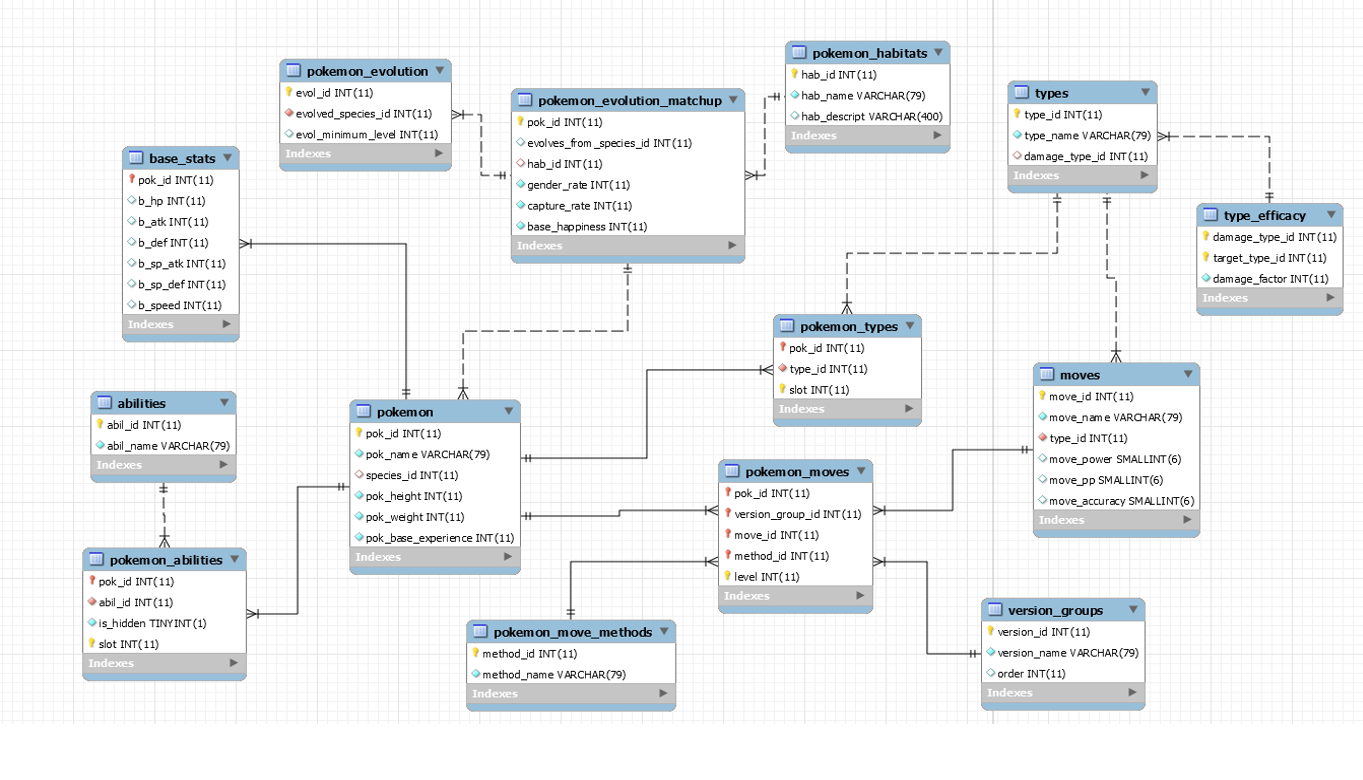 pokemon_evolution
evol_id INT(11)
evolved_species_id INT(11)
evol_minimum_level INT(11)
Indexes
pokemon_evolution_matchup
pok_id INT(11)
evolves_from_species_id INT(11)
hab_id INT(11)
gender_rate INT(11)
capture_rate INT(11)
base_happiness INT(11)
Indexes
pokemon_habitats
hab_id INT(11)
hab_name VARCHAR(79)
hab_descript VARCHAR(400)
Indexes
types
type_id INT(11)
type_name VARCHAR(79)
damage_type_id INT(11)
Indexes
base_stats
pok_id INT(11)
b_hp INT(11)
b_atk INT(11)
b_def INT(11)
b_sp_atk INT(11)
b_sp_def INT(11)
b_speed INT(11)
Indexes
type_efficacy
damage_type_id INT(11)
target_type_id INT(11)
damage_factor INT(11)
Indexes
pokemon_types
pok_id INT(11)
type_id INT(11)
slot INT(11)
Indexes
moves
move_id INT(11)
move_name VARCHAR(79)
type_id INT(11)
move_power SMALLINT(6)
move_pp SMALLINT(6)
move_accuracy SMALLINT(6)
Indexes
abilities
abil_id INT(11)
abil_name VARCHAR(79)
Indexes
pokemon
pok_id INT(11)
pok_name VARCHAR(79)
species_id INT(11)
pok_height INT(11)
pok_weight INT(11)
pok_base_experience INT(11)
Indexes
pokemon_moves
pok_id INT(11)
version_group_id INT(11)
move_id INT(11)
method_id INT(11)
level INT(11)
Indexes
pokemon_abilities
pok_id INT(11)
abil_id INT(11)
is_hidden TINYINT(1)
slot INT(11)
Indexes
pokemon_move_methods
method_id INT(11)
method_name VARCHAR(79)
Indexes
version_groups
version_id INT(11)
version_name VARCHAR(79)
order INT(11)
Indexes